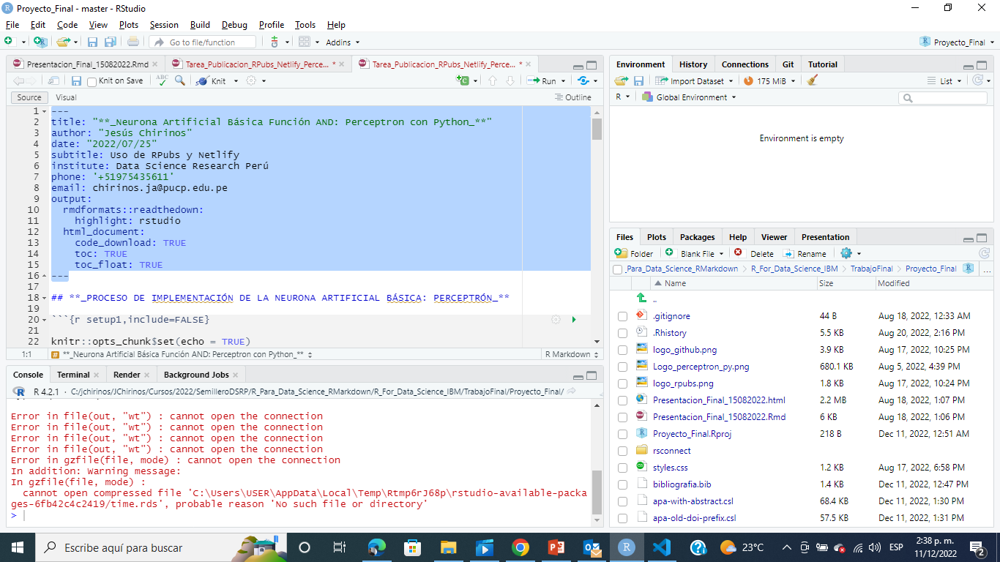 Proyecto_Final - master - RStudio
File Edit Code View Plots Session Build Debug Profile Tools Help
Go to file/function Addins Proyecto_Final
Presentacion_Final_15082022.Rmd Tarea_Publicacion_RPubs_Netlify_Perce... * Tarea_Publicacion_RPubs_Netlify_Perce... *
Knit on Save ABC Knit Run
Source Visual Outline
1 ---
2 title: "**_Neurona Artificial Básica Función AND: Perceptron con Python_**"
3 author: "Jesús Chirinos"
4 date: "2022/07/25"
5 subtitle: Uso de RPubs y Netlify
6 institute: Data Science Research Perú
7 phone: '+51975435611'
8 email: chirinos.ja@pucp.edu.pe
9 output:
10 rmdformats::readthedown:
11 highlight: rstudio
12 html_document:
13 code_download: TRUE
14 toc: TRUE
15 toc_float: TRUE
16 ---
17
18 ## **_PROCESO DE IMPLEMENTACIÓN DE LA NEURONA ARTIFICIAL BÁSICA: PERCEPTRÓN_**
19
20 ```{r setup1,include=FALSE}
21
22 knitr::opts_chunk$set(echo = TRUE)
1:1 # **_Neurona Artificial Básica Función AND: Perceptron con Python_** R Markdown
Console Terminal Render Background Jobs
R 4.2.1 · C:/jchirinos/JChirinos/Cursos/2022/SemilleroDSRP/R_Para_Data_Science_RMarkdown/R_For_Data_Science_IBM/TrabajoFinal/Proyecto_Final/
Error in file(out, "wt") : cannot open the connection
Error in file(out, "wt") : cannot open the connection
Error in file(out, "wt") : cannot open the connection
Error in file(out, "wt") : cannot open the connection
Error in gzfile(file, mode) : cannot open the connection
In addition: Warning message:
In gzfile(file, mode) :
cannot open compressed file 'C:\Users\USER\AppData\Local\Temp\Rtmp6rJ68p\rstudio-available-packa
ges-6fb42c4c2419/time.rds', probable reason 'No such file or directory'
>
Environment History Connections Git Tutorial
Import Dataset 175 MiB List
R Global Environment
Environment is empty
Files Plots Packages Help Viewer Presentation
Folder Blank File Delete Rename
_Para_Data_Science_RMarkdown R_For_Data_Science_IBM TrabajoFinal Proyecto_Final ...
Name Size Modified
..
.gitignore 44 B Aug 18, 2022, 12:33 AM
.Rhistory 5.5 KB Aug 20, 2022, 2:16 PM
logo_github.png 3.9 KB Aug 17, 2022, 10:25 PM
Logo_perceptron_py.png 680.1 KB Aug 5, 2022, 4:39 PM
logo_rpubs.png 1.8 KB Aug 17, 2022, 10:24 PM
Presentacion_Final_15082022.html 2.2 MB Aug 18, 2022, 1:07 PM
Presentacion_Final_15082022.Rmd 6 KB Aug 18, 2022, 1:06 PM
Proyecto_Final.Rproj 218 B Dec 11, 2022, 12:51 AM
rsconnect
styles.css 1.2 KB Aug 17, 2022, 6:58 PM
bibliografia.bib 1.4 KB Dec 11, 2022, 12:47 PM
apa-with-abstract.csl 68.4 KB Dec 11, 2022, 1:30 PM
apa-old-doi-prefix.csl 57.5 KB Dec 11, 2022, 1:31 PM
Escribe aquí para buscar 23°C ESP 2:38 p. m.
11/12/2022 2